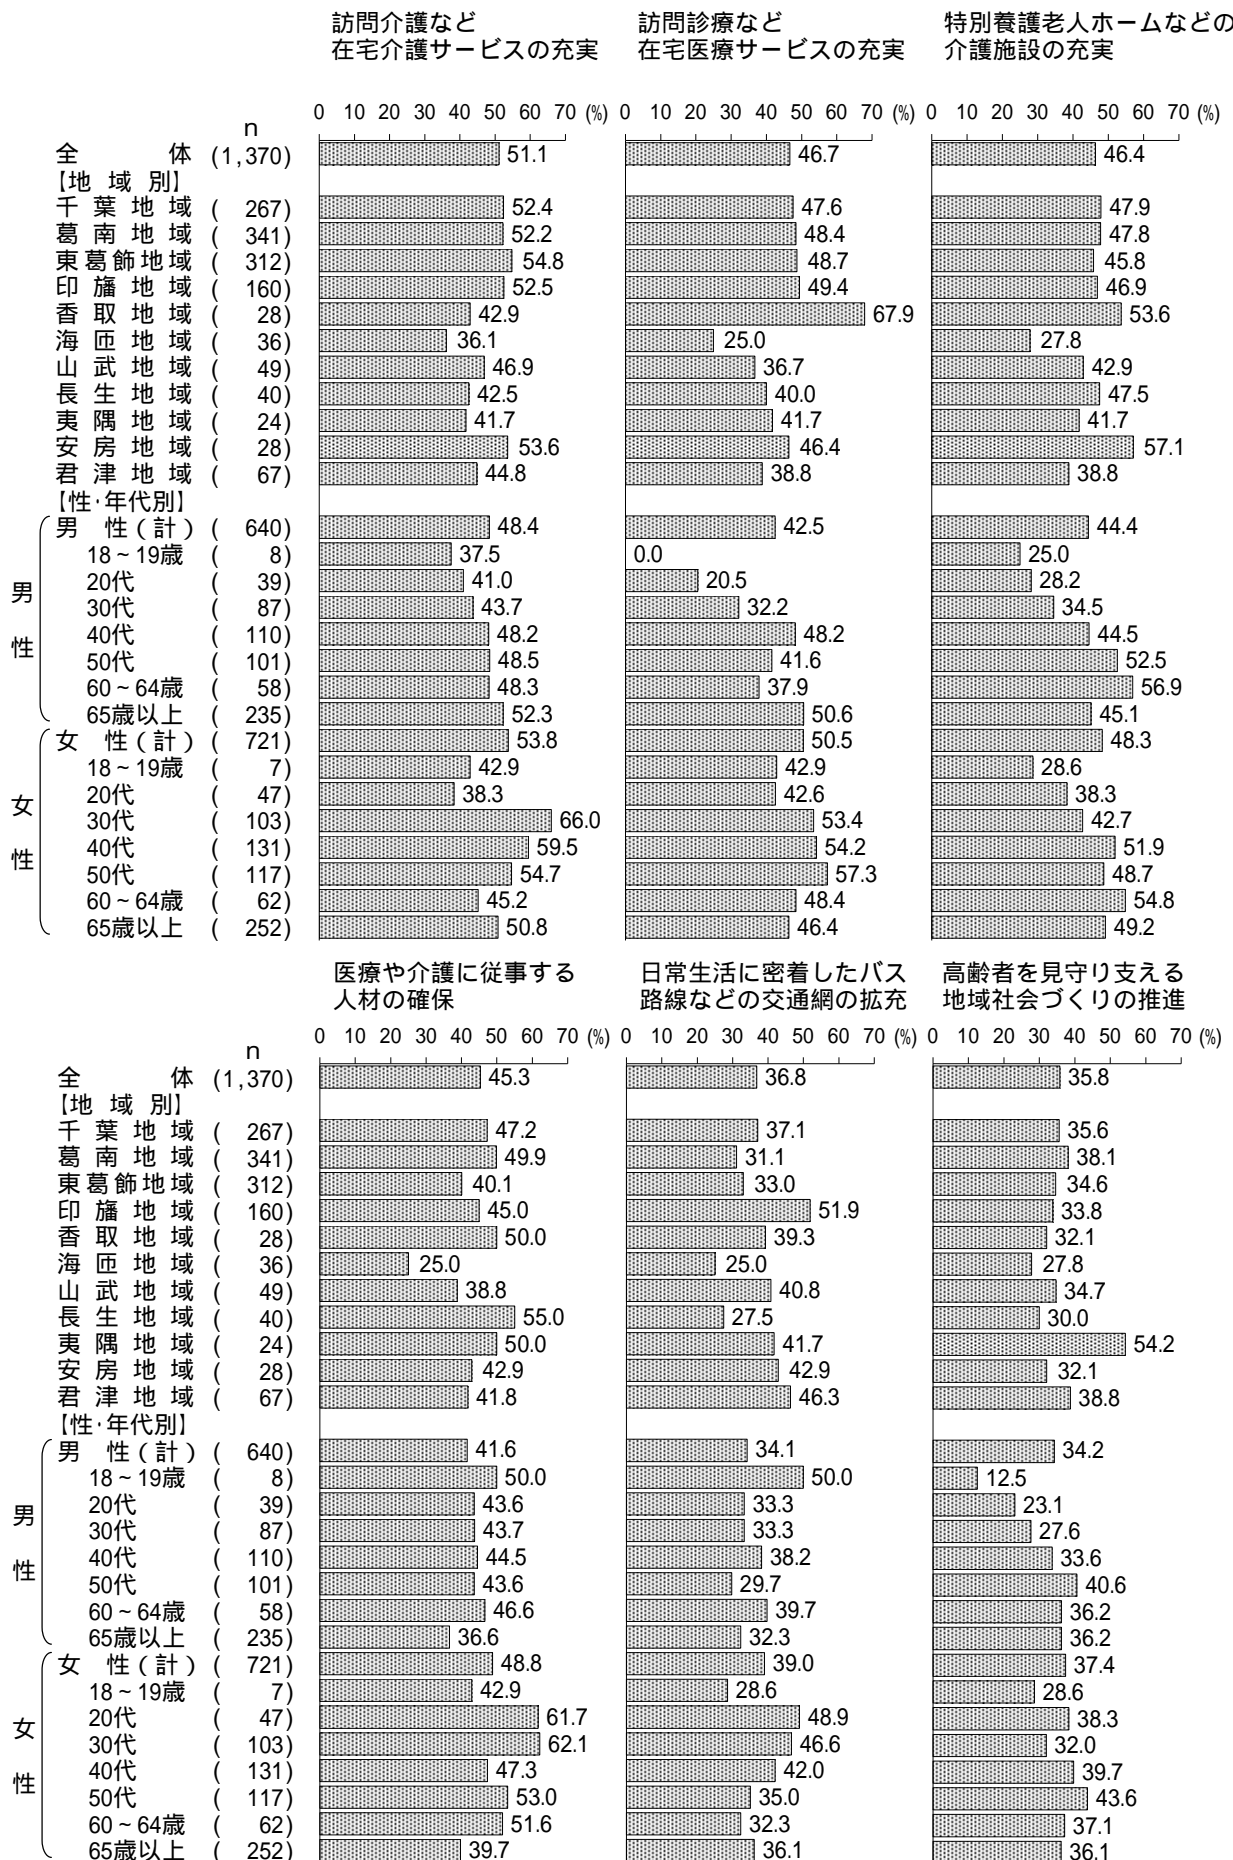 訪問介護など 訪問診療など 特別養護老人ホームなどの
在宅介護サービスの充実 在宅医療サービスの充実 介護施設の充実
0 10 20 30 40 50 60 70 (%) 0 10 20 30 40 50 60 70 (%) 0 10 20 30 40 50 60 70 (%)
n
全体 (1,370) 51.1 46.7 46.4
【地域別】
千葉地域 ( 267) 52.4 47.6 47.9
葛南地域 ( 341) 52.2 48.4 47.8
東葛飾地域 ( 312) 54.8 48.7 45.8
印旛地域 ( 160) 52.5 49.4 46.9
香取地域 ( 28) 42.9 67.9 53.6
海匝地域 ( 36) 36.1 25.0 27.8
山武地域 ( 49) 46.9 36.7 42.9
長生地域 ( 40) 42.5 40.0 47.5
夷隅地域 ( 24) 41.7 41.7 41.7
安房地域 ( 28) 53.6 46.4 57.1
君津地域 ( 67) 44.8 38.8 38.8
【性・年代別】
男性(計) ( 640) 48.4 42.5 44.4
18~19歳 ( 8) 37.5 0.0 25.0
20代 ( 39) 41.0 20.5 28.2
男 30代 ( 87) 43.7 32.2 34.5
40代 ( 110) 48.2 48.2 44.5
性 50代 ( 101) 48.5 41.6 52.5
60~64歳 ( 58) 48.3 37.9 56.9
65歳以上 ( 235) 52.3 50.6 45.1
女性(計) ( 721) 53.8 50.5 48.3
18~19歳 ( 7) 42.9 42.9 28.6
20代 ( 47) 38.3 42.6 38.3
女 30代 ( 103) 66.0 53.4 42.7
40代 ( 131) 59.5 54.2 51.9
性 50代 ( 117) 54.7 57.3 48.7
60~64歳 ( 62) 45.2 48.4 54.8
65歳以上 ( 252) 50.8 46.4 49.2
医療や介護に従事する 日常生活に密着したバス 高齢者を見守り支える
人材の確保 路線などの交通網の拡充 地域社会づくりの推進
0 10 20 30 40 50 60 70 (%) 0 10 20 30 40 50 60 70 (%) 0 10 20 30 40 50 60 70 (%)
n
全体 (1,370) 45.3 36.8 35.8
【地域別】
千葉地域 ( 267) 47.2 37.1 35.6
葛南地域 ( 341) 49.9 31.1 38.1
東葛飾地域 ( 312) 40.1 33.0 34.6
印旛地域 ( 160) 45.0 51.9 33.8
香取地域 ( 28) 50.0 39.3 32.1
海匝地域 ( 36) 25.0 25.0 27.8
山武地域 ( 49) 38.8 40.8 34.7
長生地域 ( 40) 55.0 27.5 30.0
夷隅地域 ( 24) 50.0 41.7 54.2
安房地域 ( 28) 42.9 42.9 32.1
君津地域 ( 67) 41.8 46.3 38.8
【性・年代別】
男性(計) ( 640) 41.6 34.1 34.2
18~19歳 ( 8) 50.0 50.0 12.5
20代 ( 39) 43.6 33.3 23.1
男 30代 ( 87) 43.7 33.3 27.6
40代 ( 110) 44.5 38.2 33.6
性 50代 ( 101) 43.6 29.7 40.6
60~64歳 ( 58) 46.6 39.7 36.2
65歳以上 ( 235) 36.6 32.3 36.2
女性(計) ( 721) 48.8 39.0 37.4
18~19歳 ( 7) 42.9 28.6 28.6
20代 ( 47) 61.7 48.9 38.3
女 30代 ( 103) 62.1 46.6 32.0
40代 ( 131) 47.3 42.0 39.7
性 50代 ( 117) 53.0 35.0 43.6
60~64歳 ( 62) 51.6 32.3 37.1
65歳以上 ( 252) 39.7 36.1 36.1